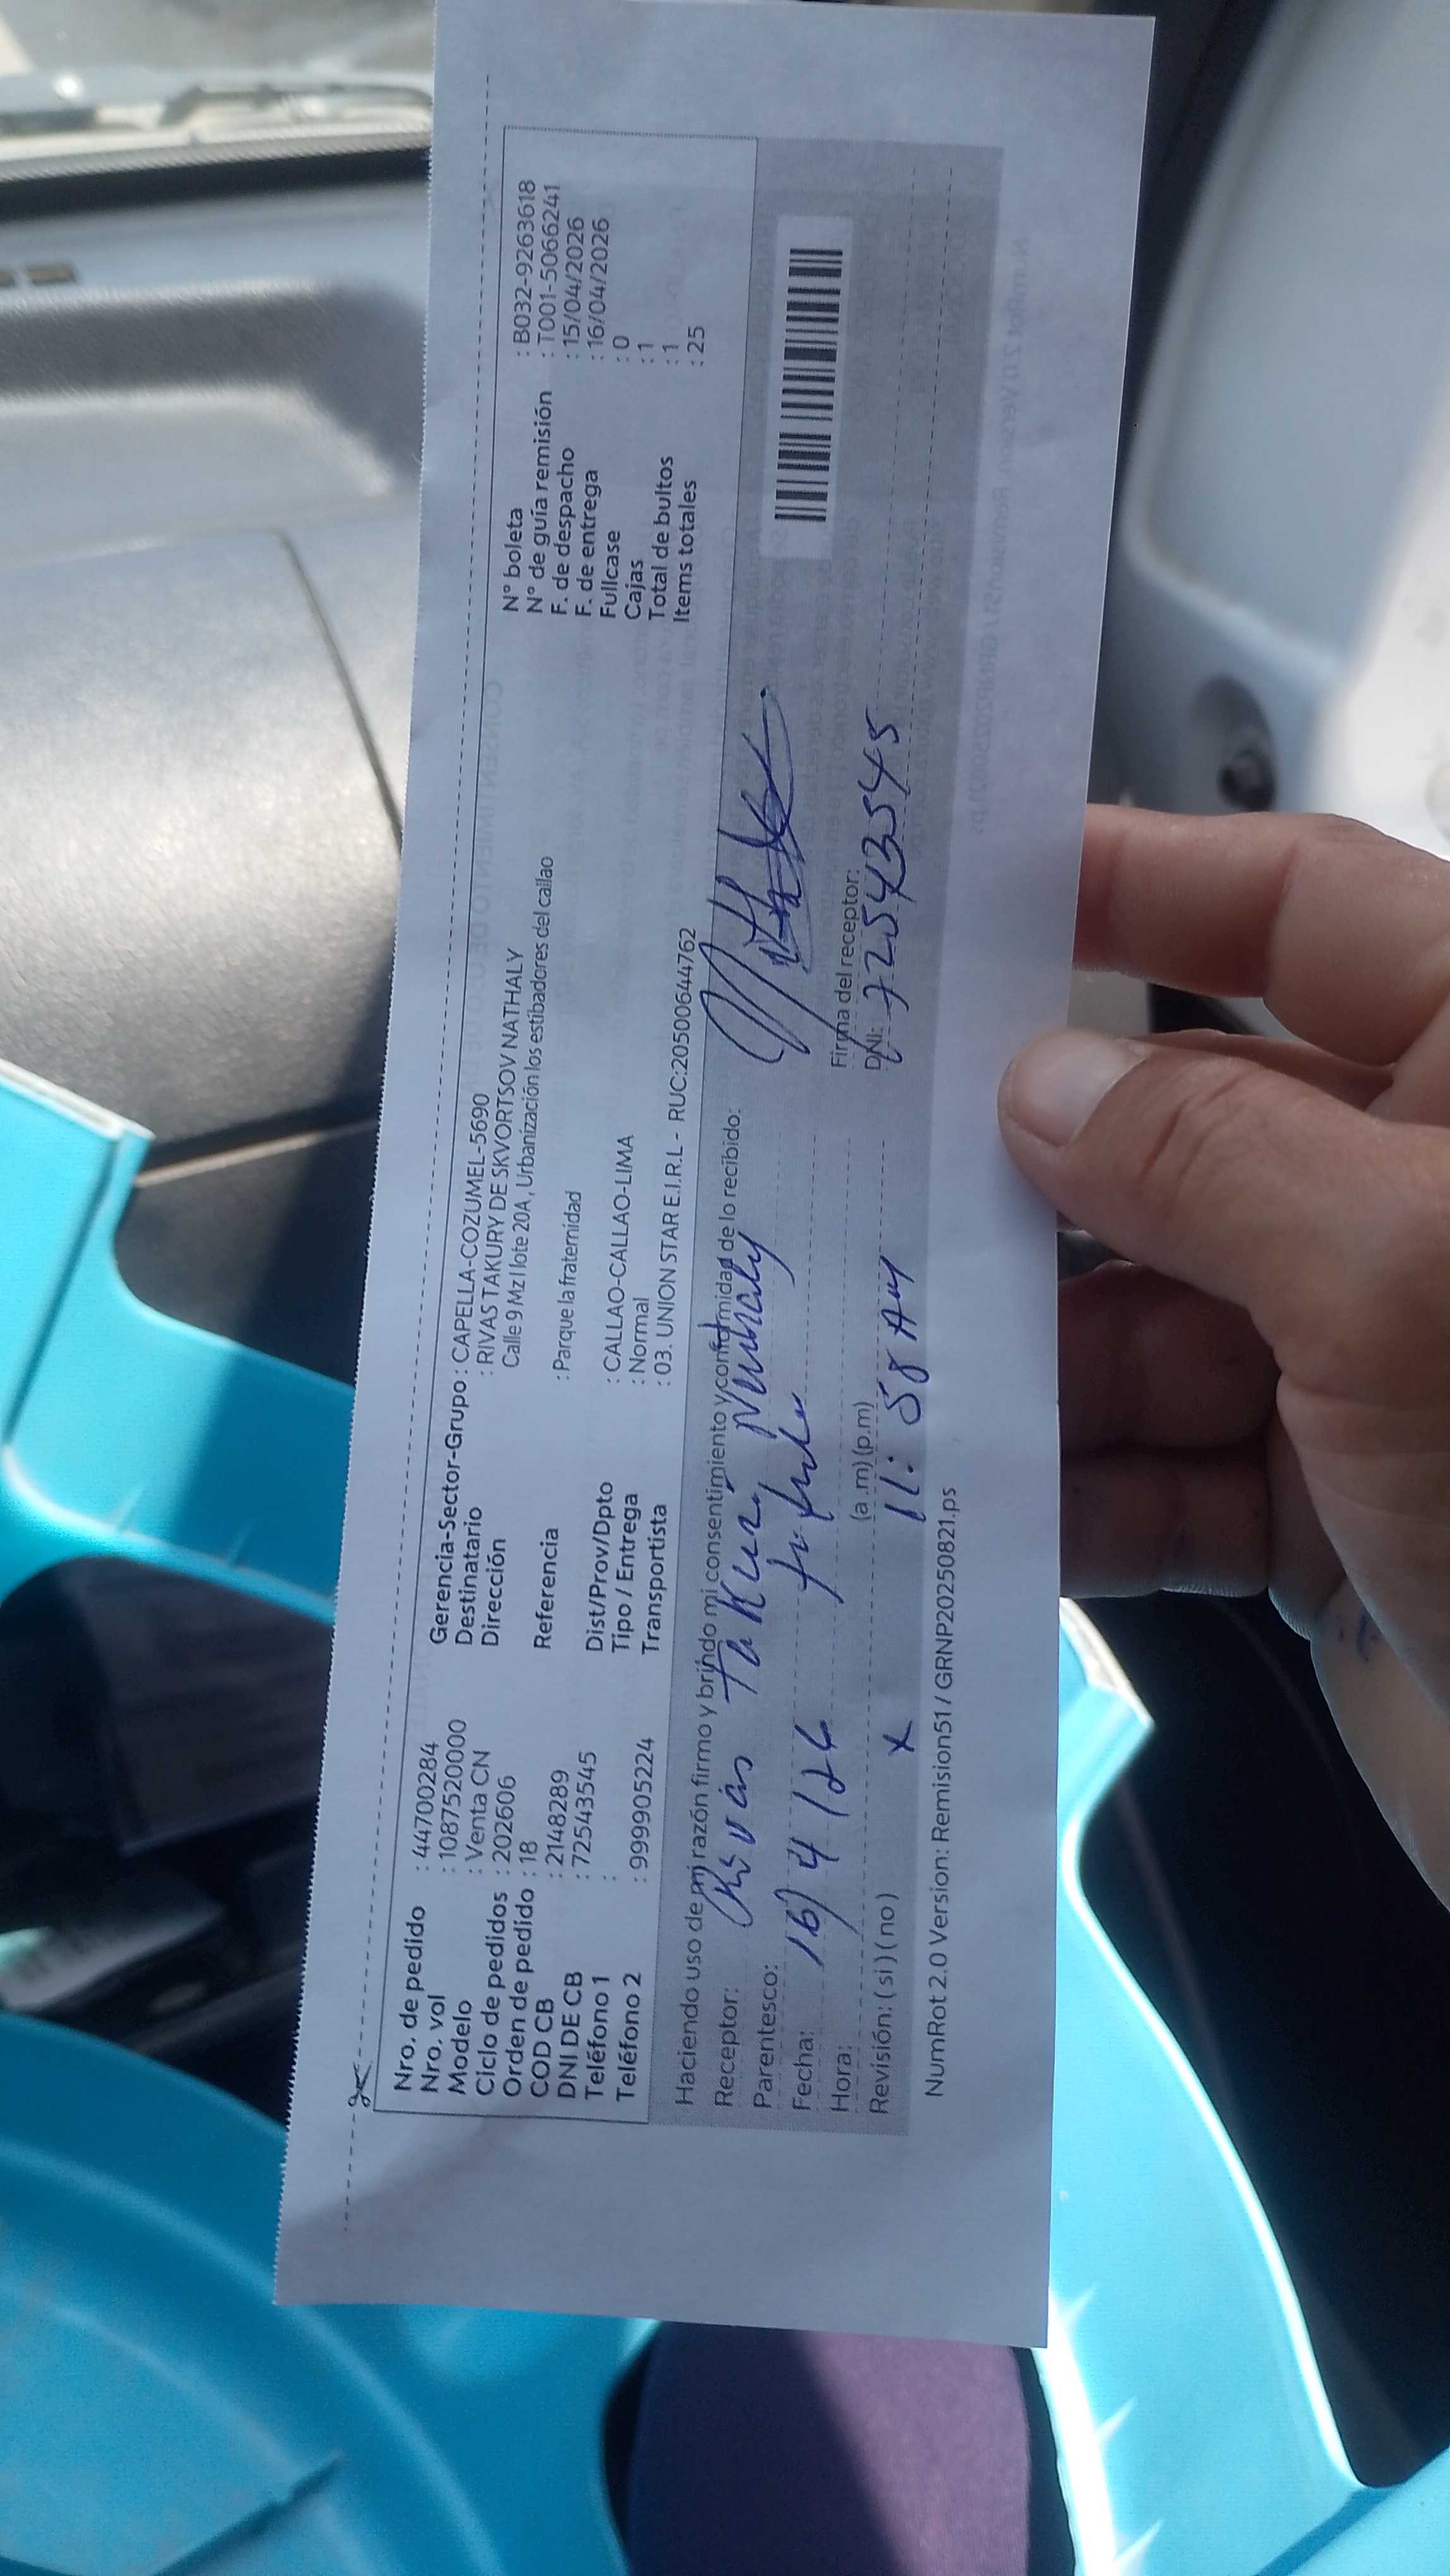 Nro. de pedido : 44700284
Nro. vol : 1087520000
Modelo : Venta CN
Ciclo de pedidos : 202606
Orden de pedido : 18
COD CB : 2148289
DNI DE CB : 72543545
Teléfono 1 :
Teléfono 2 : 999905224
Gerencia-Sector-Grupo : CAPELLA-COZUMEL-5690
Destinatario : RIVAS TAKURY DE SKVORTSOV NATHALY
Dirección Calle 9 Mz I lote 20A, Urbanización los estibadores del callao
Referencia : Parque la fraternidad
Dist/Prov/Dpto : CALLAO-CALLAO-LIMA
Tipo / Entrega : Normal
Transportista : 03. UNION STAR E.I.R.L - RUC:20500644762
N° boleta : B032-9263618
N° de guía remisión : T001-5066241
F. de despacho : 15/04/2026
F. de entrega : 16/04/2026
Fullcase : 0
Cajas : 1
Total de bultos : 1
Items totales : 25
Haciendo uso de mi razón firmo y brindo mi consentimiento y conformidad de lo recibido:
Receptor: Rivas Takuri Nathaly
Parentesco:
Fecha: 16/4/26
Hora: (a.m) (p.m)
Revisión: ( si ) ( no ) x 11:58 AM
Firma del receptor:
DNI: 72543545
NumRot 2.0 Version: Remision51 / GRNP20250821.ps